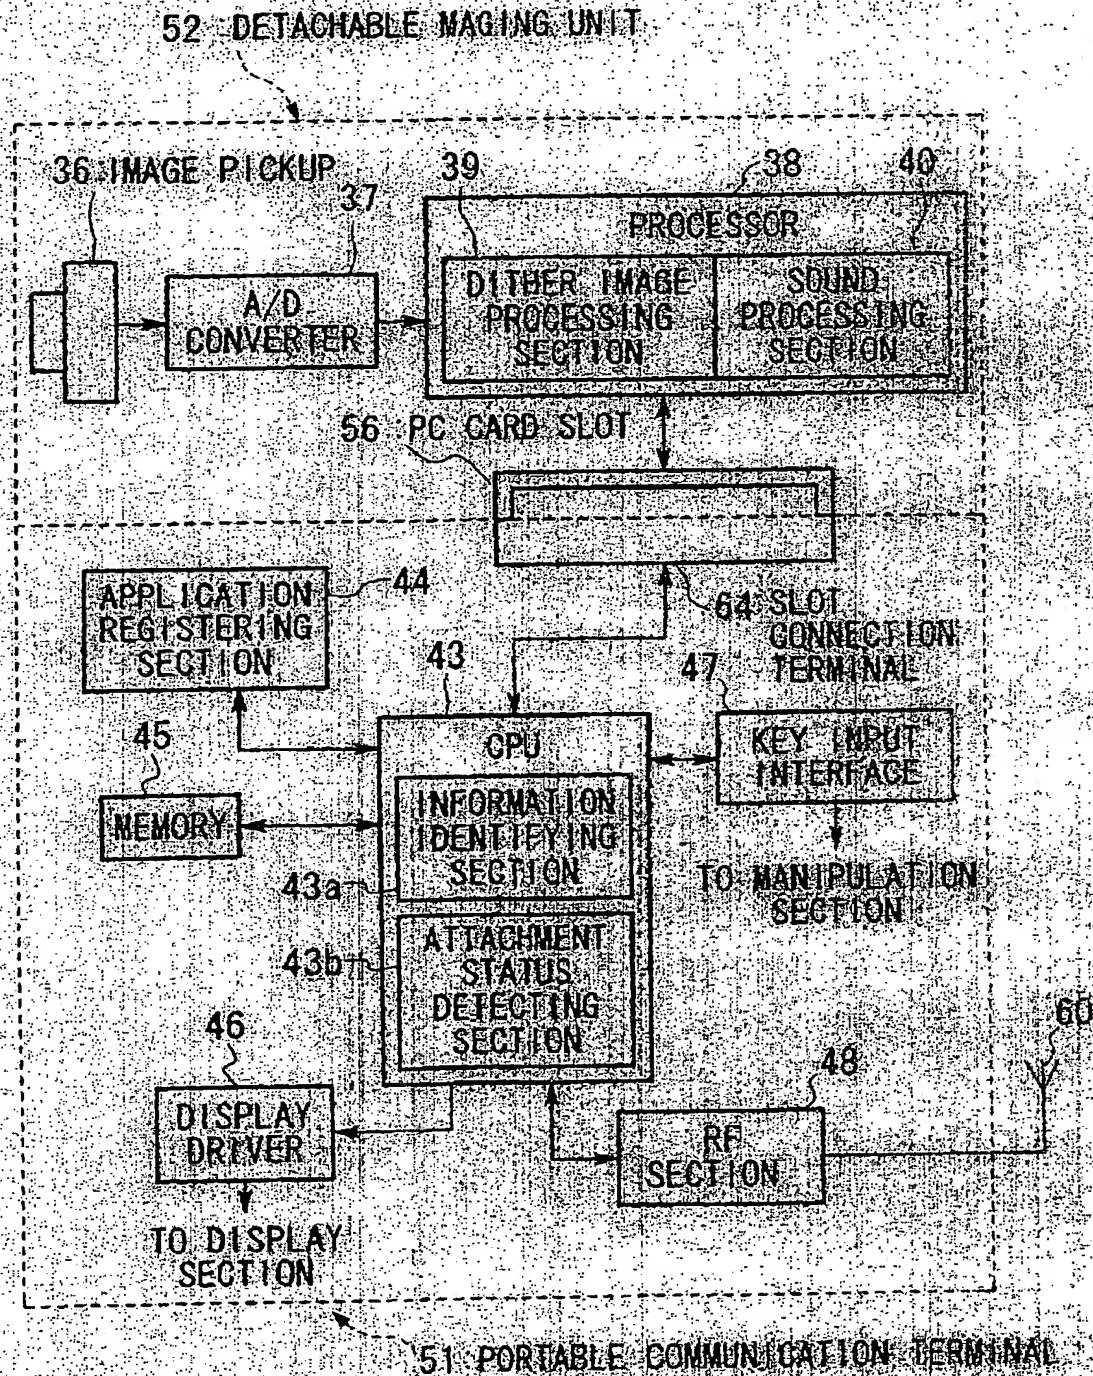 52 : DETACHABLE MAGING UNIT
36 : IMAGE PICKUP
37
39
38
40
PROCESSOR
A/D
CONVERTER
DITHER IMAGE
PROCESSING
SECTION
SOUND
PROCESSING
SECTION
56 : PC CARD SLOT
APPLICATION
REGISTERING
SECTION
44
64 : SLOT
CONNECTION
TERMINAL
43
47
45
CPU
KEY INPUT
INTERFACE
MEMORY
INFORMATION
IDENTIFYING
SECTION
43a
TO MANIPULATION
SECTION
ATTACHMENT
STATUS
DETECTING
SECTION
43b
46
48
60
DISPLAY
DRIVER
RF
SECTION
TO DISPLAY
SECTION
51 : PORTABLE COMMUNICATION TERMINAL